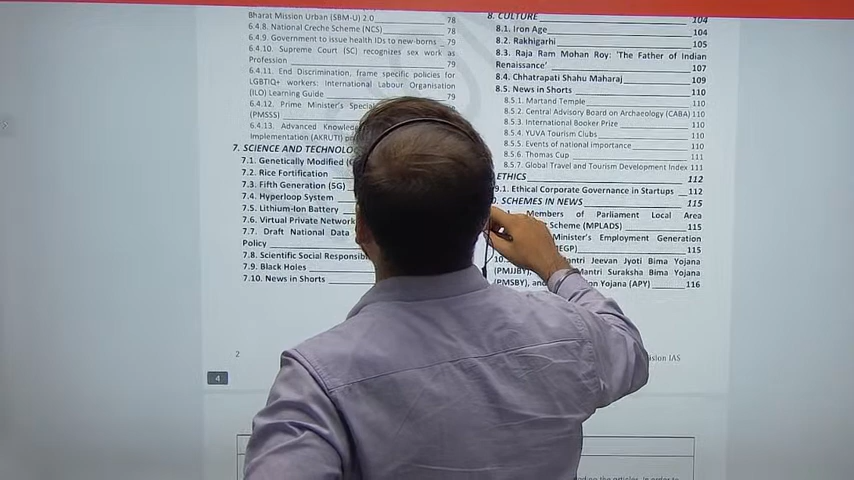 Bharat Mission Urban (SBM-U) 2.0 78
6.4.8. National Creche Scheme (NCS) 78
6.4.9. Government to issue health IDs to new-borns 79
6.4.10. Supreme Court (SC) recognizes sex work as
Profession 79
6.4.11. End Discrimination, frame specific policies for
LGBTIQ+ workers: International Labour Organisation
(ILO) Learning Guide 79
6.4.12. Prime Minister's
(PMSSS)
6.4.13. Advanced
Implementation (AKRUTI)
7. SCIENCE AND
7.1. Genetically Modified
7.2. Rice Fortification
7.3. Fifth Generation (5G)
7.4. Hyperloop System
7.5. Lithium-Ion Battery
7.6. Virtual Private Network
7.7. Draft National Data
Policy
7.8. Scientific Social
7.9. Black Holes
7.10. News in Shorts
2
4
8. CULTURE 104
8.1. Iron Age 104
8.2. Rakhigarhi 105
8.3. Raja Ram Mohan Roy: 'The Father of Indian
Renaissance' 107
8.4. Chhatrapati Shahu Maharaj 109
8.5. News in Shorts 110
8.5.1. Martand Temple 110
8.5.2. Central Advisory Board on Archaeology (CABA) 110
8.5.3. International Booker Prize 110
8.5.4. YUVA Tourism Clubs 110
8.5.5. Events of national importance 110
8.5.6. Thomas Cup 111
8.5.7. Global Travel and Tourism Development Index 111
ETHICS 112
9.1. Ethical Corporate Governance in Startups 112
SCHEMES IN NEWS 115
Members of Parliament Local Area
Scheme (MPLADS) 115
Minister's Employment Generation
115
Jeevan Jyoti Bima Yojana
(PMJJBY), Mantri Suraksha Bima Yojana
(PMSBY), and Yojana (APY) 116
IAS